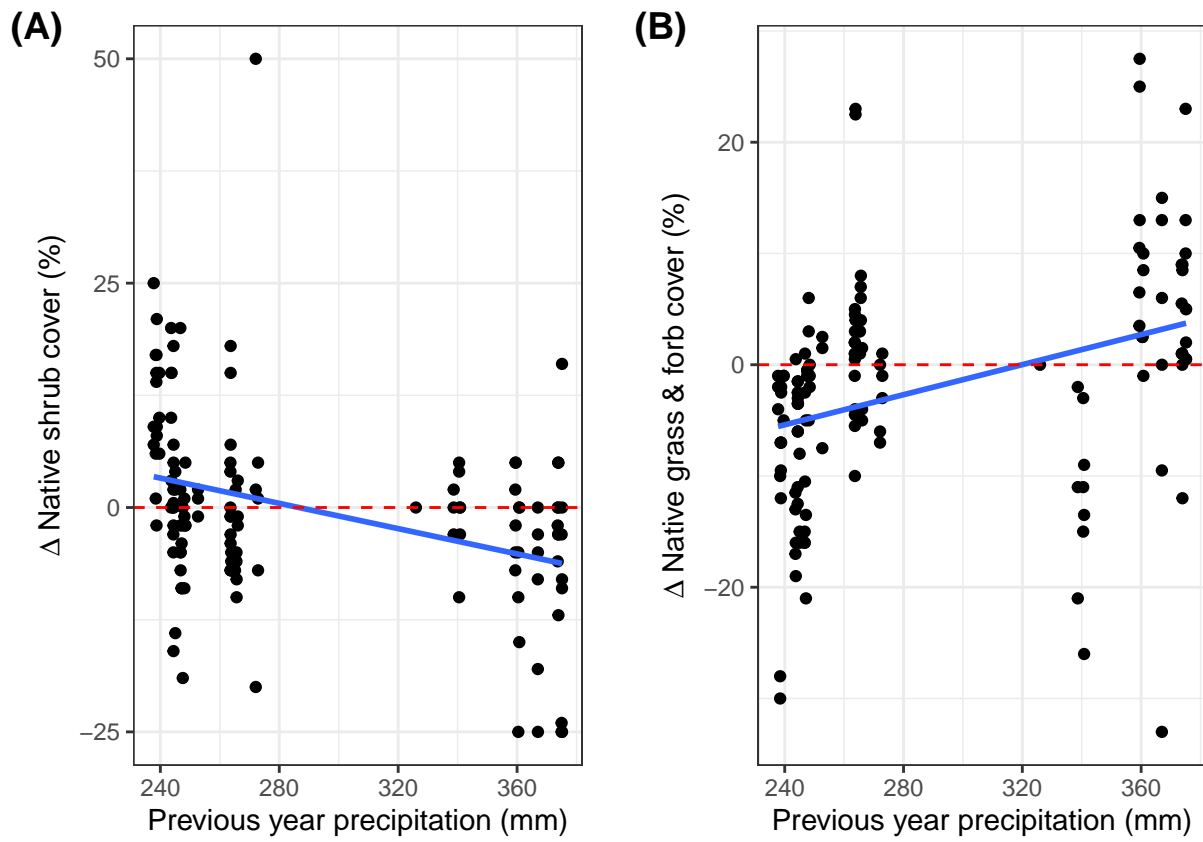 (A)
Δ Native shrub cover (%)
50
25
0
−25
240 280 320 360
Previous year precipitation (mm)
(B)
Δ Native grass & forb cover (%)
20
0
−20
240 280 320 360
Previous year precipitation (mm)